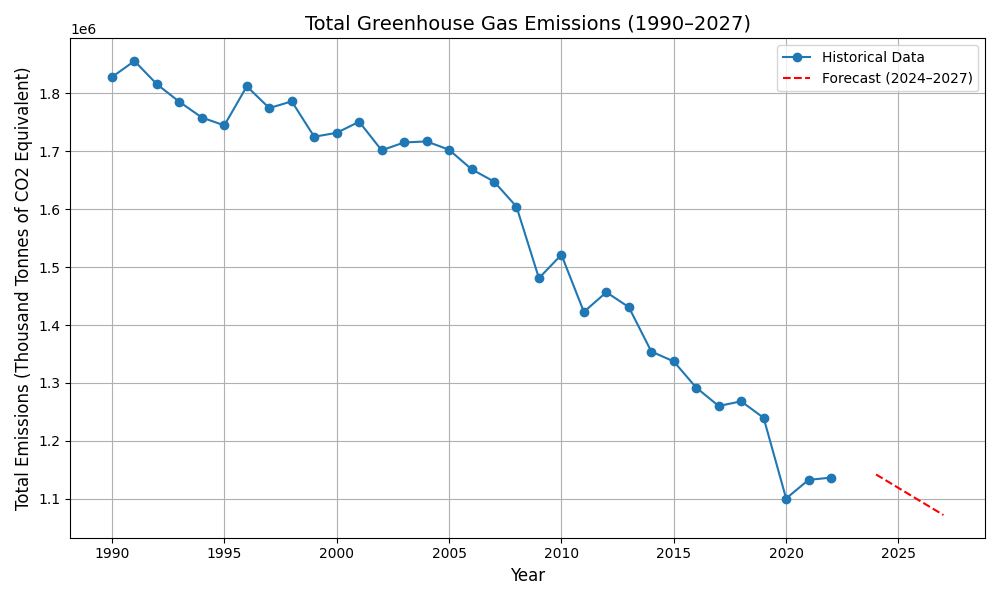 Total Greenhouse Gas Emissions (1990–2027)
1e6
Historical Data
Forecast (2024–2027)
Total Emissions (Thousand Tonnes of CO2 Equivalent)
1.8
1.7
1.6
1.5
1.4
1.3
1.2
1.1
1990 1995 2000 2005 2010 2015 2020 2025
Year